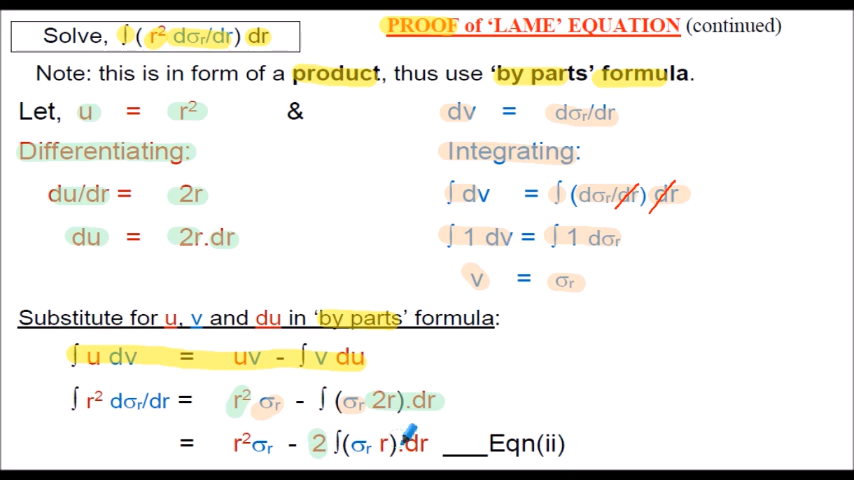 Solve, ∫ ( r² dσᵣ/dr) dr
PROOF of ‘LAME’ EQUATION (continued)
Note: this is in form of a product, thus use ‘by parts’ formula.
Let, u = r² & dv = dσᵣ/dr
Differentiating: Integrating:
du/dr = 2r ∫ dv = ∫ (dσᵣ/dr) dr
du = 2r.dr ∫ 1 dv = ∫ 1 dσᵣ
v = σᵣ
Substitute for u, v and du in ‘by parts’ formula:
∫ u dv = uv - ∫ v du
∫ r² dσᵣ/dr = r² σᵣ - ∫ (σᵣ 2r).dr
= r²σᵣ - 2 ∫(σᵣ r).dr ___Eqn(ii)